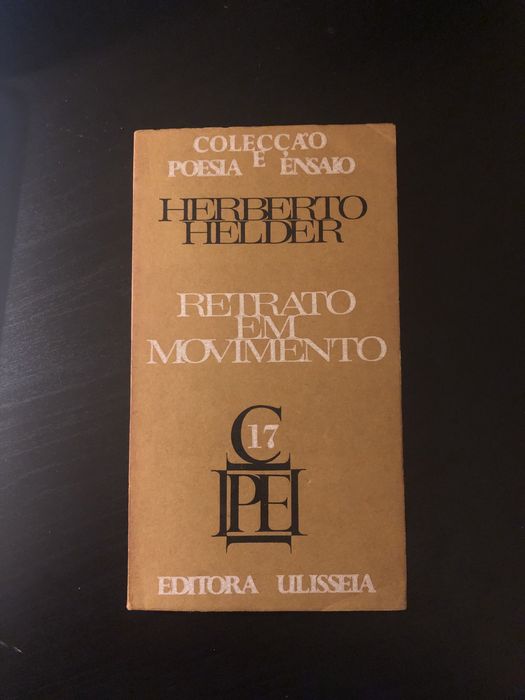 COLECÇÃO
POESIA E ENSAIO
HERBERTO
HELDER
RETRATO
EM
MOVIMENTO
C
17
PE
EDITORA ULISSEIA